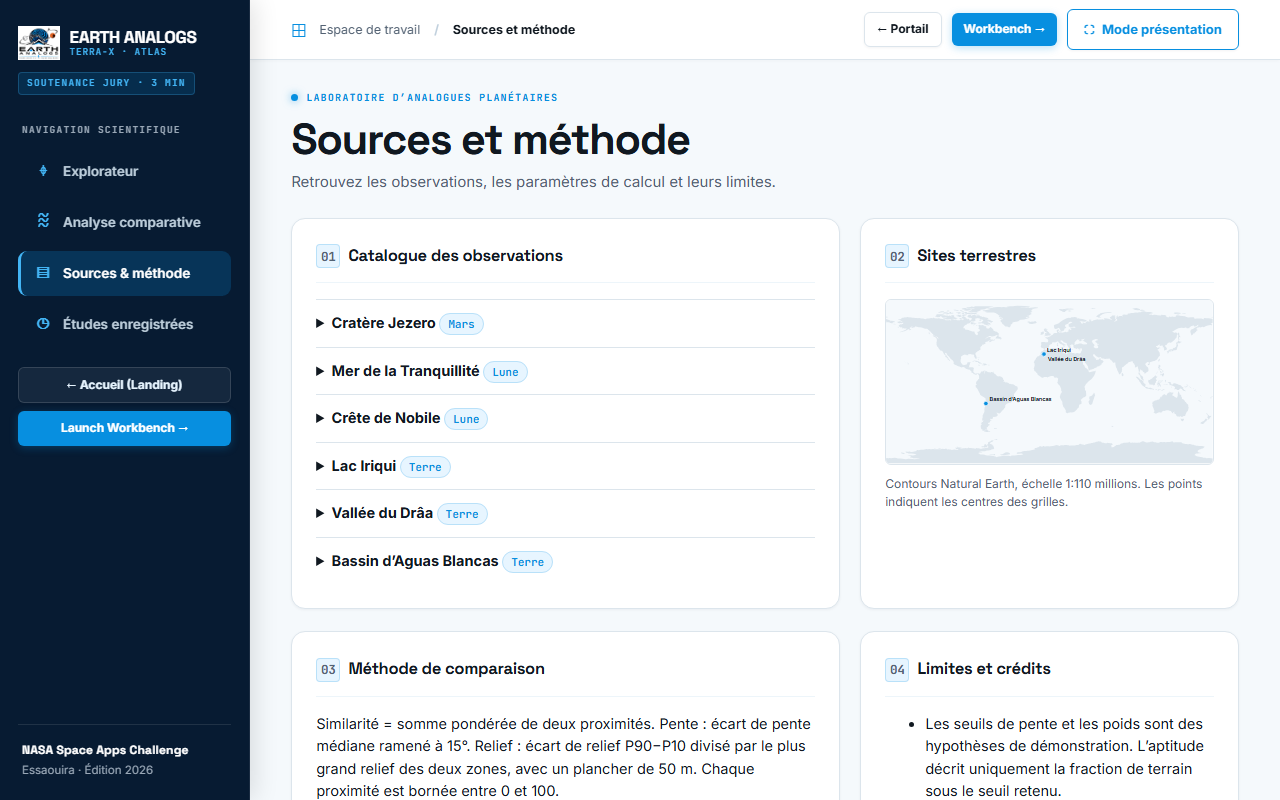 EARTH ANALOGS
TERRA-X · ATLAS
SOUTENANCE JURY · 3 MIN
NAVIGATION SCIENTIFIQUE
Explorateur
Analyse comparative
Sources & méthode
Études enregistrées
← Accueil (Landing)
Launch Workbench →
NASA Space Apps Challenge
Essaouira · Édition 2026
Espace de travail / Sources et méthode
← Portail
Workbench →
Mode présentation
LABORATOIRE D’ANALOGUES PLANÉTAIRES
Sources et méthode
Retrouvez les observations, les paramètres de calcul et leurs limites.
01 Catalogue des observations
Cratère Jezero Mars
Mer de la Tranquillité Lune
Crête de Nobile Lune
Lac Iriqui Terre
Vallée du Drâa Terre
Bassin d’Aguas Blancas Terre
02 Sites terrestres
Lac Iriqui
Vallée du Drâa
Bassin d’Aguas Blancas
Contours Natural Earth, échelle 1:110 millions. Les points
indiquent les centres des grilles.
03 Méthode de comparaison
Similarité = somme pondérée de deux proximités. Pente : écart de pente
médiane ramené à 15°. Relief : écart de relief P90−P10 divisé par le plus
grand relief des deux zones, avec un plancher de 50 m. Chaque
proximité est bornée entre 0 et 100.
04 Limites et crédits
• Les seuils de pente et les poids sont des
hypothèses de démonstration. L’aptitude
décrit uniquement la fraction de terrain
sous le seuil retenu.